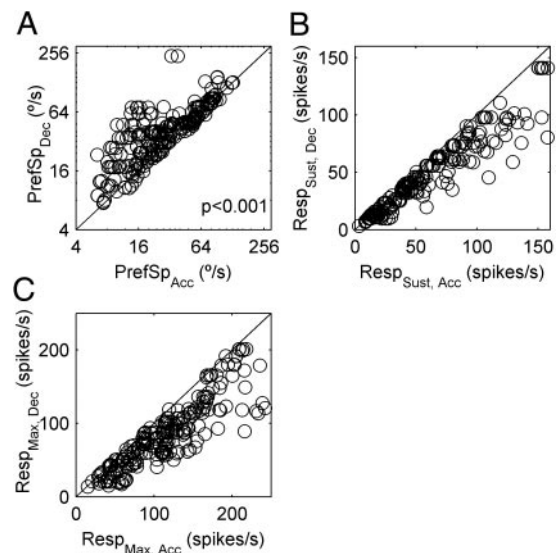 A
256
64
16
4
PrefSp_Dec (º/s)
4 16 64 256
PrefSp_Acc (º/s)
p<0.001
B
150
100
50
0
Resp_Sust, Dec (spikes/s)
0 50 100 150
Resp_Sust, Acc (spikes/s)
C
200
100
0
Resp_Max, Dec (spikes/s)
0 100 200
Resp_Max, Acc (spikes/s)